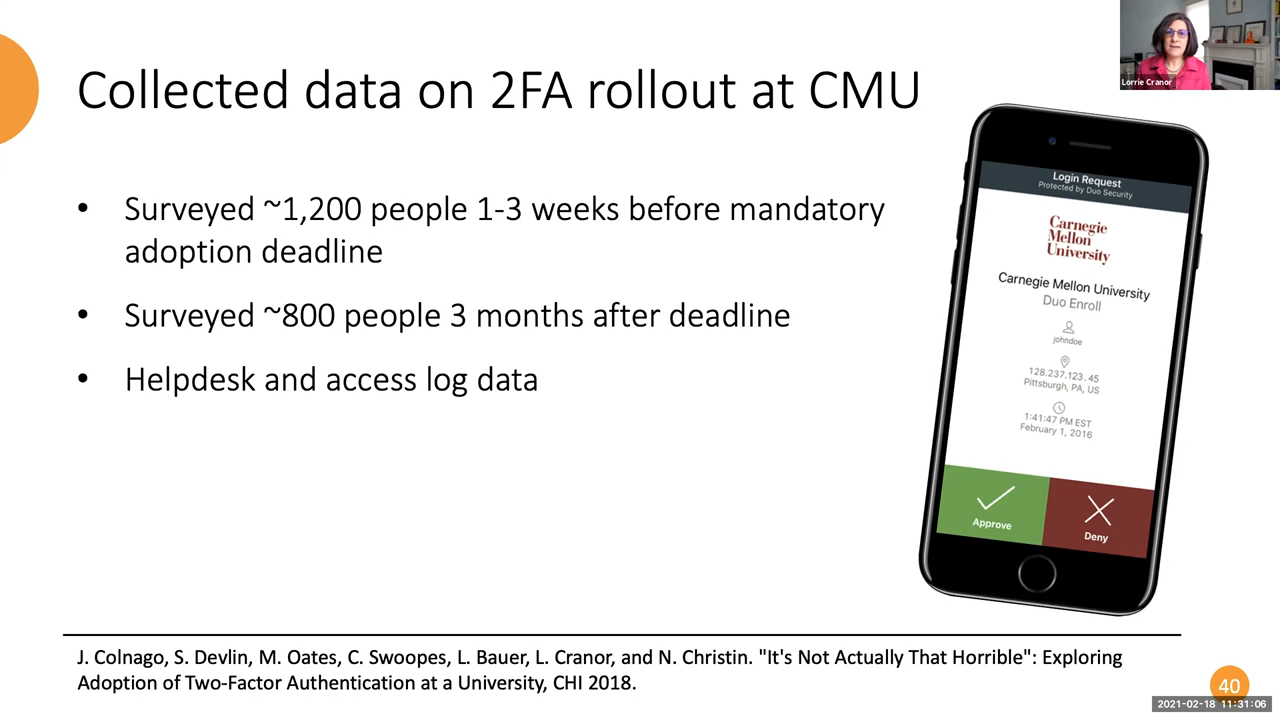 Collected data on 2FA rollout at CMU
Lorrie Cranor
• Surveyed ~1,200 people 1-3 weeks before mandatory
adoption deadline
• Surveyed ~800 people 3 months after deadline
• Helpdesk and access log data
Login Request
Protected by Duo Security
Carnegie
Mellon
University
Carnegie Mellon University
Duo Enroll
johndoe
128.237.123.45
Pittsburgh, PA, US
1:41:47 PM EST
February 1, 2016
Approve
Deny
J. Colnago, S. Devlin, M. Oates, C. Swoopes, L. Bauer, L. Cranor, and N. Christin. "It's Not Actually That Horrible": Exploring
Adoption of Two-Factor Authentication at a University, CHI 2018.
40
2021-02-18 11:31:06